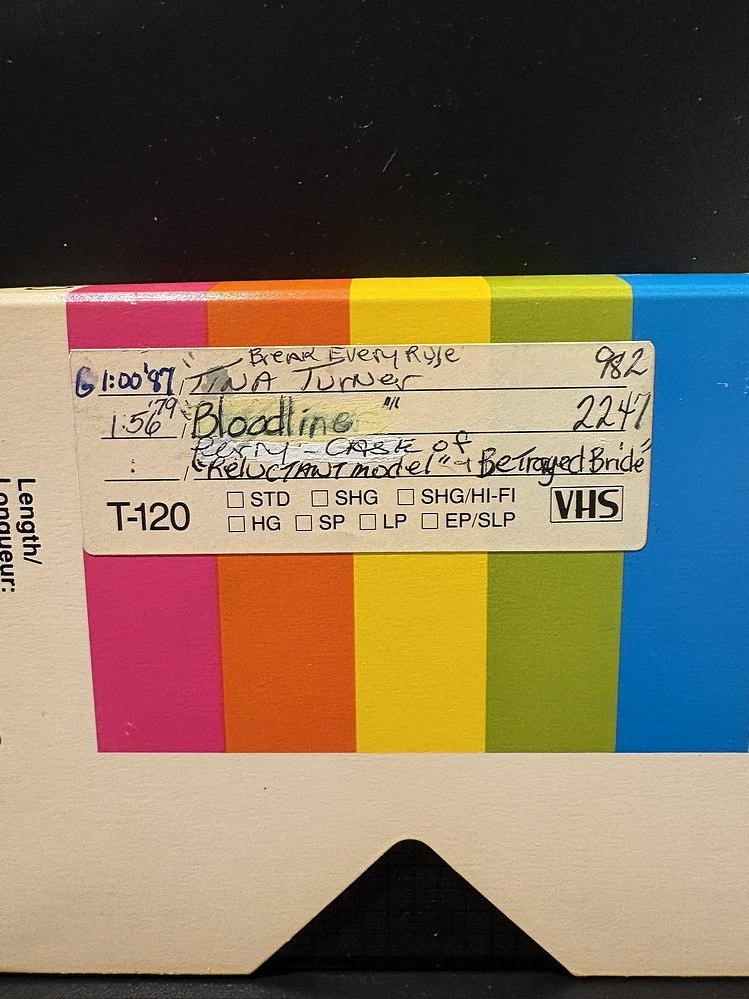 "Break Every Rule"
G 1:00 '87 Tina Turner 982
1:56 '79 "Bloodline" 2247
Perry - CASE of
"Reluctant model" + "Betrayed Bride"
T-120
STD SHG SHG/HI-FI
HG SP LP EP/SLP
VHS
Length/
Longueur: